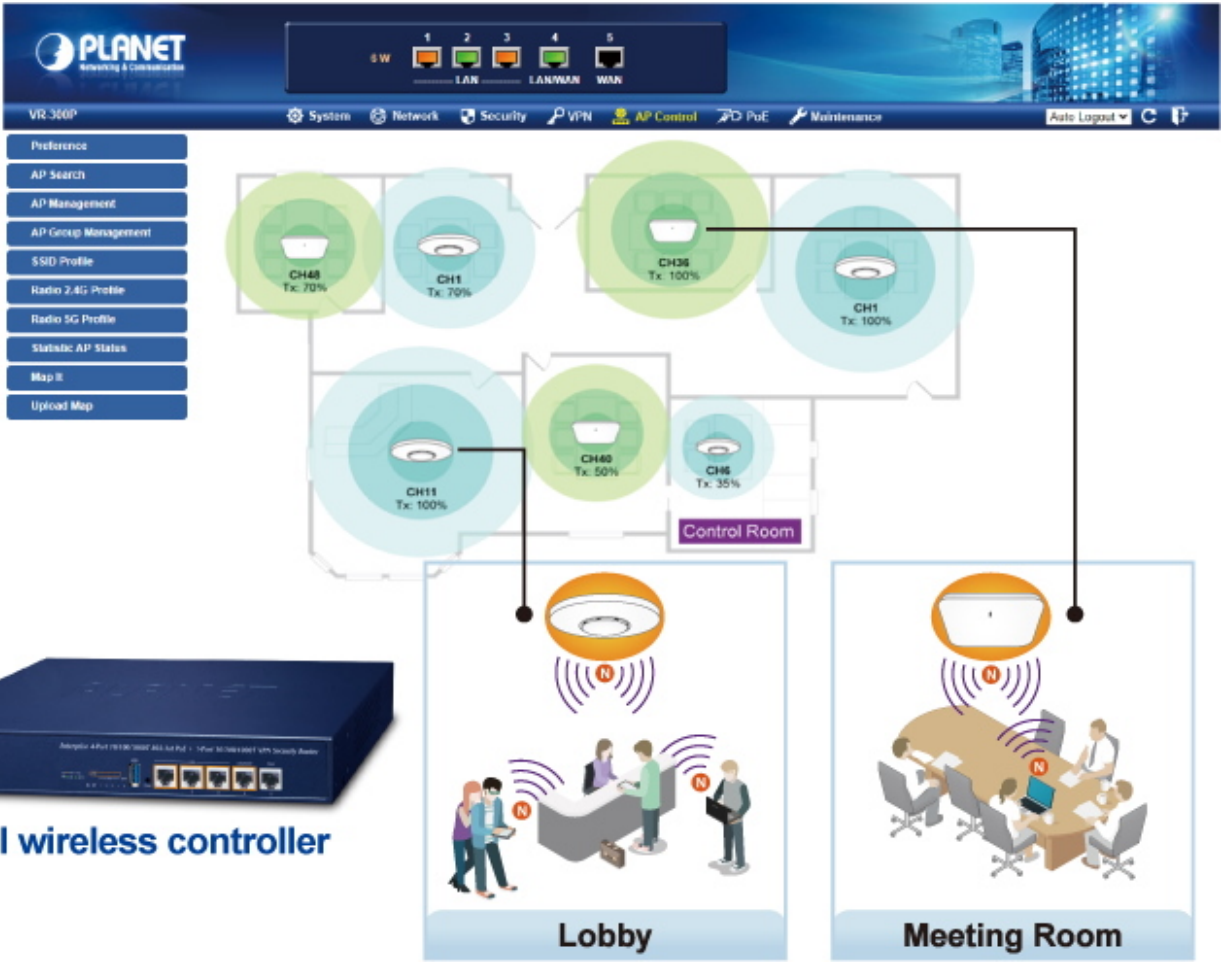 PLANET
Networking & Communication
1 2 3 4 5
0 W
LAN LAN/WAN WAN
VR-300P
System Network Security VPN AP Control PoE Maintenance
Auto Logout
Preference
AP Search
AP Management
AP Group Management
SSID Profile
Radio 2.4G Profile
Radio 5G Profile
Statistic AP Status
Map It
Upload Map
CH48
Tx: 70%
CH1
Tx: 70%
CH36
Tx: 100%
CH1
Tx: 100%
CH11
Tx: 100%
CH40
Tx: 50%
CH6
Tx: 35%
Control Room
N
N
N
N
N
l wireless controller
Lobby
Meeting Room